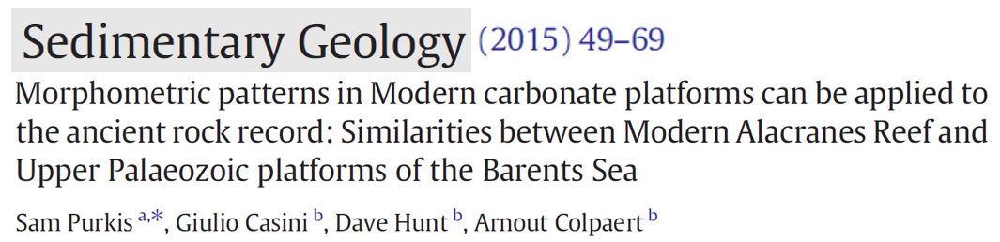 Sedimentary Geology (2015) 49–69
Morphometric patterns in Modern carbonate platforms can be applied to
the ancient rock record: Similarities between Modern Alacranes Reef and
Upper Palaeozoic platforms of the Barents Sea
Sam Purkis a,*, Giulio Casini b, Dave Hunt b, Arnout Colpaert b